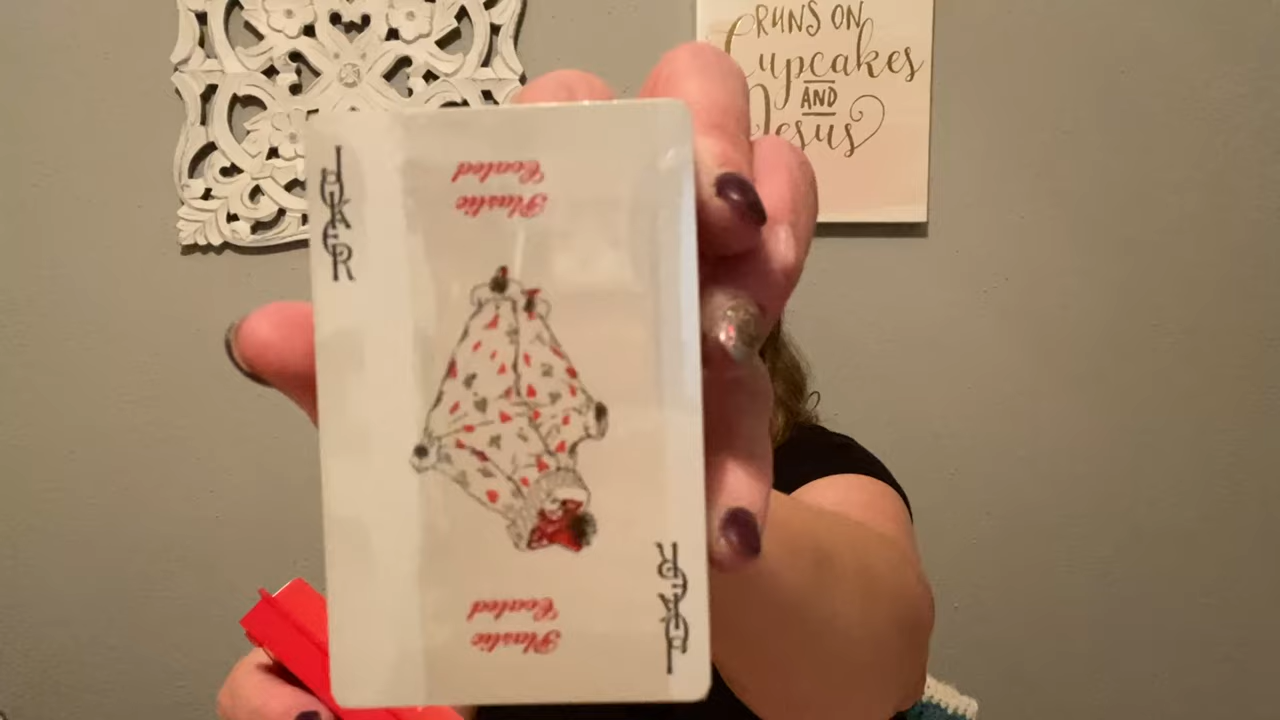 RUNS ON
Cupcakes
AND
Jesus
JOKER
Plastic
Coated
Plastic
Coated
JOKER